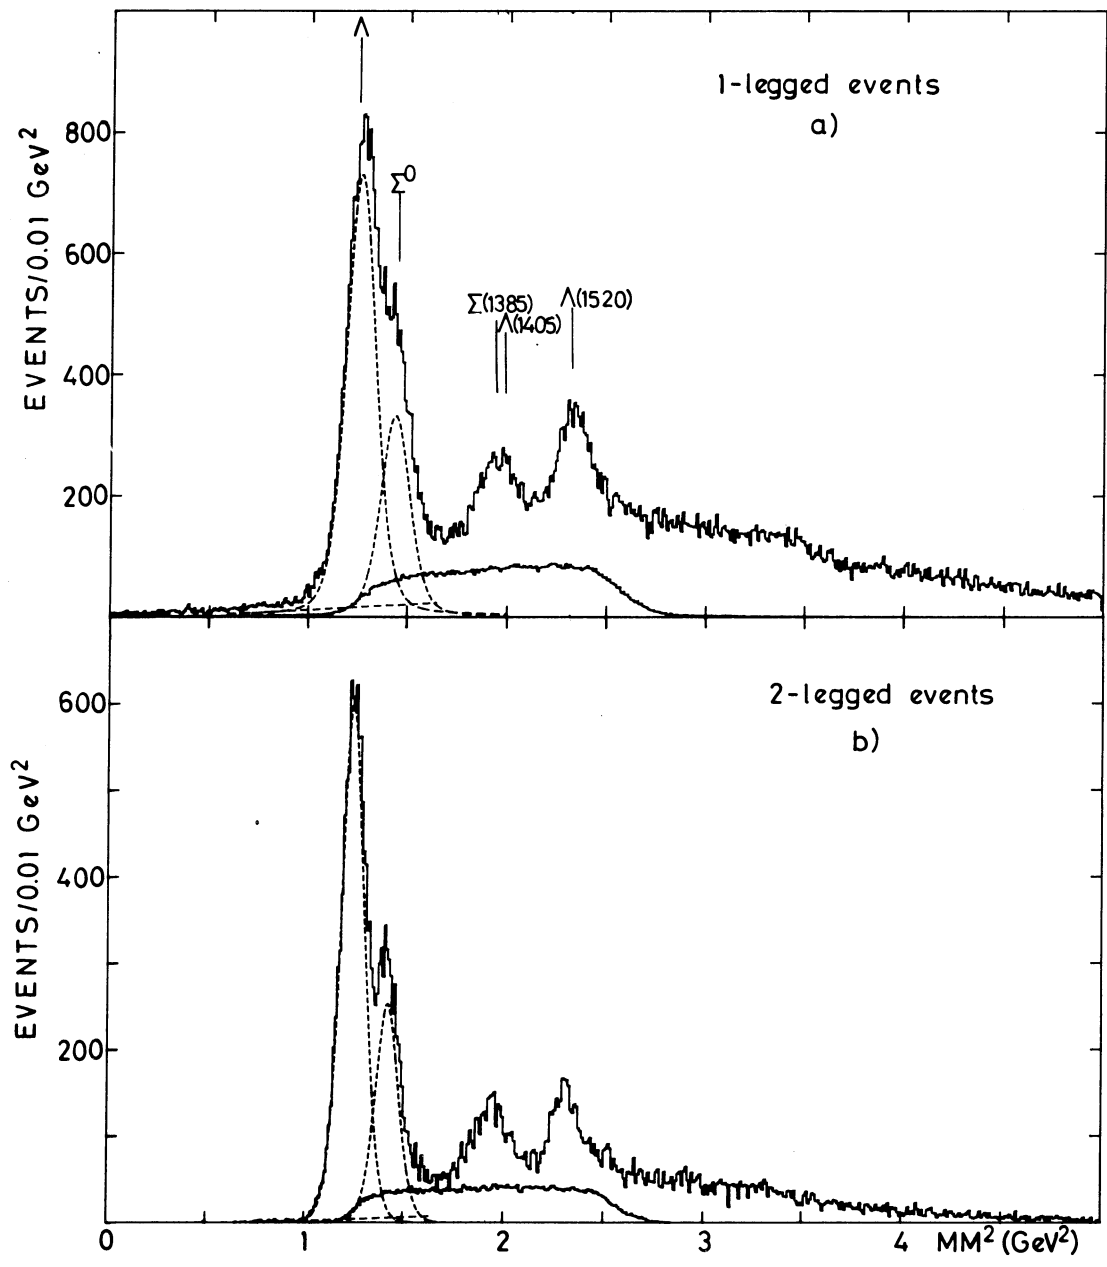 Λ
1-legged events
a)
800
Σ⁰
600
Σ(1385)
Λ(1520)
Λ(1405)
400
200
EVENTS/0.01 GeV²
2-legged events
b)
600
400
200
EVENTS/0.01 GeV²
0 1 2 3 4 MM² (GeV²)